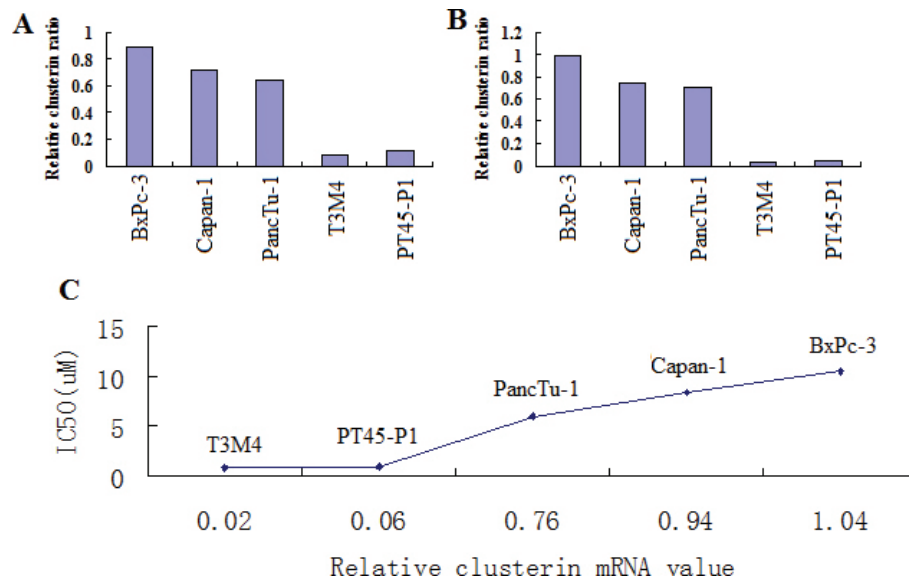 A
Relative clusterin ratio
1
0.8
0.6
0.4
0.2
0
BxPc-3
Capan-1
PancTu-1
T3M4
PT45-P1
B
Relative clusterin ratio
1.2
1
0.8
0.6
0.4
0.2
0
BxPc-3
Capan-1
PancTu-1
T3M4
PT45-P1
C
IC50(uM)
15
10
5
0
T3M4
PT45-P1
PancTu-1
Capan-1
BxPc-3
0.02 0.06 0.76 0.94 1.04
Relative clusterin mRNA value